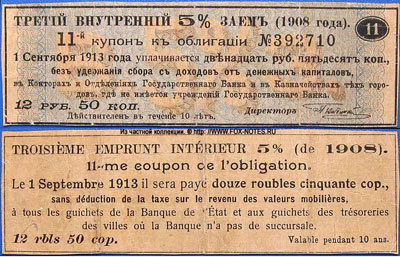 ТРЕТІЙ ВНУТРЕННІЙ 5% ЗАЕМЪ (1908 года).
11-й купонъ къ облигаціи №392710
11
1 Сентября 1913 года уплачивается двѣнадцать руб. пятьдесятъ коп.,
безъ удержанія сбора съ доходовъ отъ денежныхъ капиталовъ,
въ Конторахъ и Отдѣленіяхъ Государственнаго Банка и въ Казначействахъ тѣхъ городовъ, гдѣ не имѣется учрежденій Государственнаго Банка.
12 РУБ. 50 КОП.
Директоръ
Дѣйствителенъ въ теченіе 10 лѣтъ.
Из частной коллекции. © http://www.FOX-NOTES.RU
TROISIÈME EMPRUNT INTÉRIEUR 5% (de 1908).
11-me coupon de l'obligation.
Le 1 Septembre 1913 il sera payé douze roubles cinquante cop.,
sans déduction de la taxe sur le revenu des valeurs mobilières,
à tous les guichets de la Banque de l'État et aux guichets des trésoreries
des villes où la Banque n'a pas de succursale.
12 rbls 50 cop.
Valable pendant 10 ans.